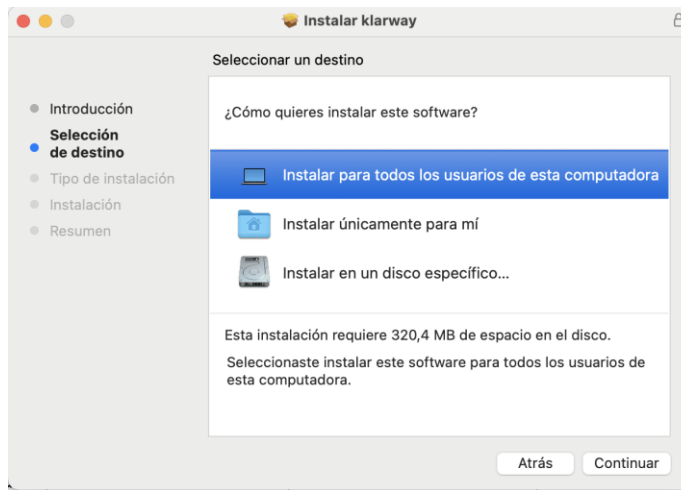 Instalar klarway
Seleccionar un destino
Introducción
Selección
de destino
Tipo de instalación
Instalación
Resumen
¿Cómo quieres instalar este software?
Instalar para todos los usuarios de esta computadora
Instalar únicamente para mí
Instalar en un disco específico...
Esta instalación requiere 320,4 MB de espacio en el disco.
Seleccionaste instalar este software para todos los usuarios de
esta computadora.
Atrás
Continuar